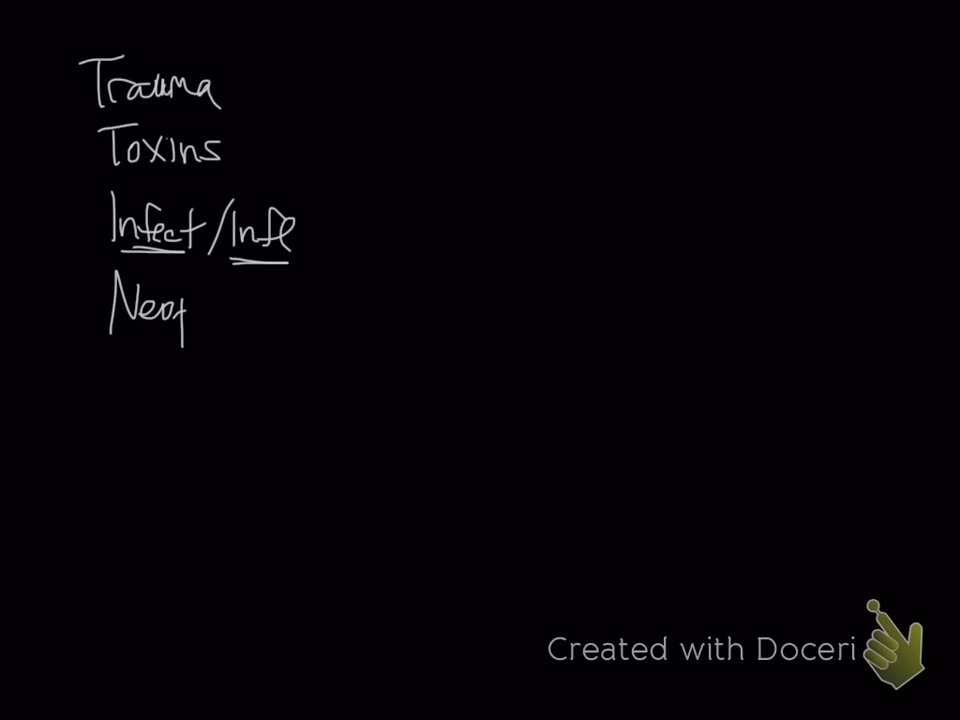 Trauma
Toxins
Infect/Infl
Neop
Created with Doceri